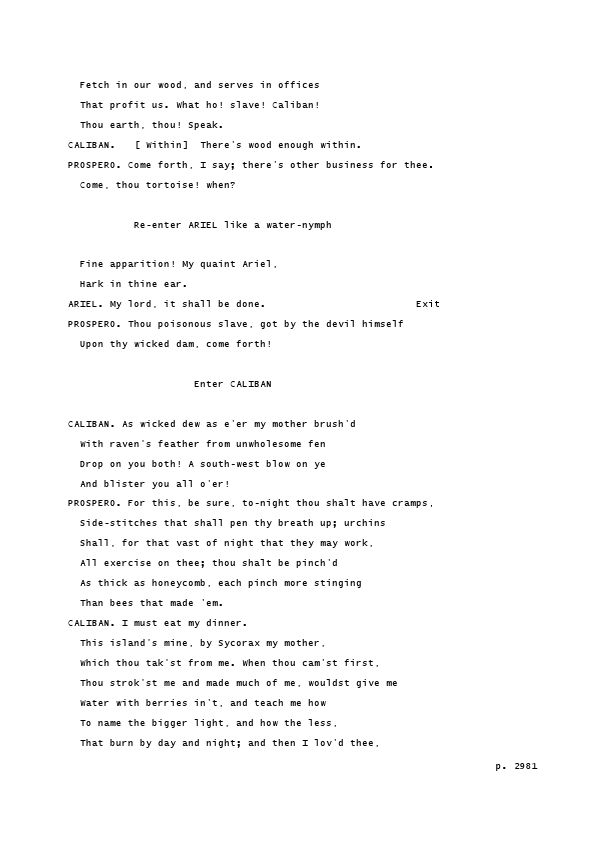 Fetch in our wood, and serves in offices
That profit us. What ho! slave! Caliban!
Thou earth, thou! Speak.
CALIBAN.   [ Within]  There's wood enough within.
PROSPERO. Come forth, I say; there's other business for thee.
Come, thou tortoise! when?
Re-enter ARIEL like a water-nymph
Fine apparition! My quaint Ariel,
Hark in thine ear.
ARIEL. My lord, it shall be done.                         Exit
PROSPERO. Thou poisonous slave, got by the devil himself
Upon thy wicked dam, come forth!
Enter CALIBAN
CALIBAN. As wicked dew as e'er my mother brush'd
With raven's feather from unwholesome fen
Drop on you both! A south-west blow on ye
And blister you all o'er!
PROSPERO. For this, be sure, to-night thou shalt have cramps,
Side-stitches that shall pen thy breath up; urchins
Shall, for that vast of night that they may work,
All exercise on thee; thou shalt be pinch'd
As thick as honeycomb, each pinch more stinging
Than bees that made 'em.
CALIBAN. I must eat my dinner.
This island's mine, by Sycorax my mother,
Which thou tak'st from me. When thou cam'st first,
Thou strok'st me and made much of me, wouldst give me
Water with berries in't, and teach me how
To name the bigger light, and how the less,
That burn by day and night; and then I lov'd thee,
p. 2981